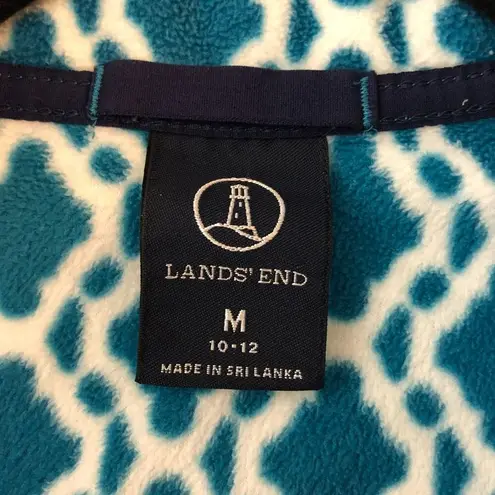 LANDS' END
M
10-12
MADE IN SRI LANKA